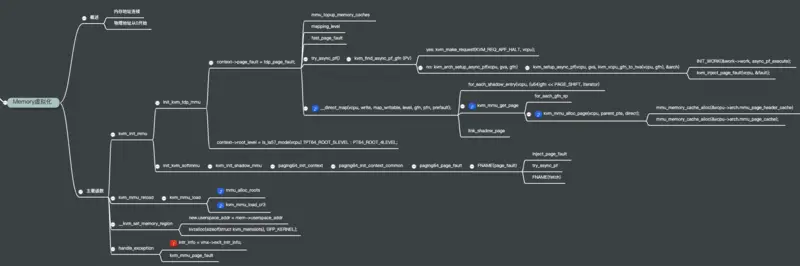 Memory虚拟化
概述
内存地址连续
物理地址从0开始
主要函数
kvm_init_mmu
init_kvm_tdp_mmu
context->page_fault = tdp_page_fault;
mmu_topup_memory_caches
mapping_level
fast_page_fault
try_async_pf()
kvm_find_async_pf_gfn (PV)
yes: kvm_make_request(KVM_REQ_APF_HALT, vcpu);
no: kvm_arch_setup_async_pf(vcpu, gva, gfn)
kvm_setup_async_pf(vcpu, gva, kvm_vcpu_gfn_to_hva(vcpu, gfn), &arch)
INIT_WORK(&work->work, async_pf_execute);
kvm_inject_page_fault(vcpu, &fault);
__direct_map(vcpu, write, map_writable, level, gfn, pfn, prefault);
for_each_shadow_entry(vcpu, (u64)gfn << PAGE_SHIFT, iterator)
kvm_mmu_get_page
for_each_gfn_sp
kvm_mmu_alloc_page(vcpu, parent_pte, direct);
mmu_memory_cache_alloc(&vcpu->arch.mmu_page_header_cache)
mmu_memory_cache_alloc(&vcpu->arch.mmu_page_cache);
link_shadow_page
context->root_level = is_la57_mode(vcpu) ?PT64_ROOT_5LEVEL : PT64_ROOT_4LEVEL;
init_kvm_softmmu
kvm_init_shadow_mmu
paging64_init_context
paging64_init_context_common
paging64_page_fault
FNAME(page_fault)
inject_page_fault
try_async_pf
FNAME(fetch)
kvm_mmu_reload
kvm_mmu_load
mmu_alloc_roots
kvm_mmu_load_cr3
__kvm_set_memory_region
new.userspace_addr = mem->userspace_addr
kvzalloc(sizeof(struct kvm_memslots), GFP_KERNEL);
handle_exception
intr_info = vmx->exit_intr_info;
kvm_mmu_page_fault